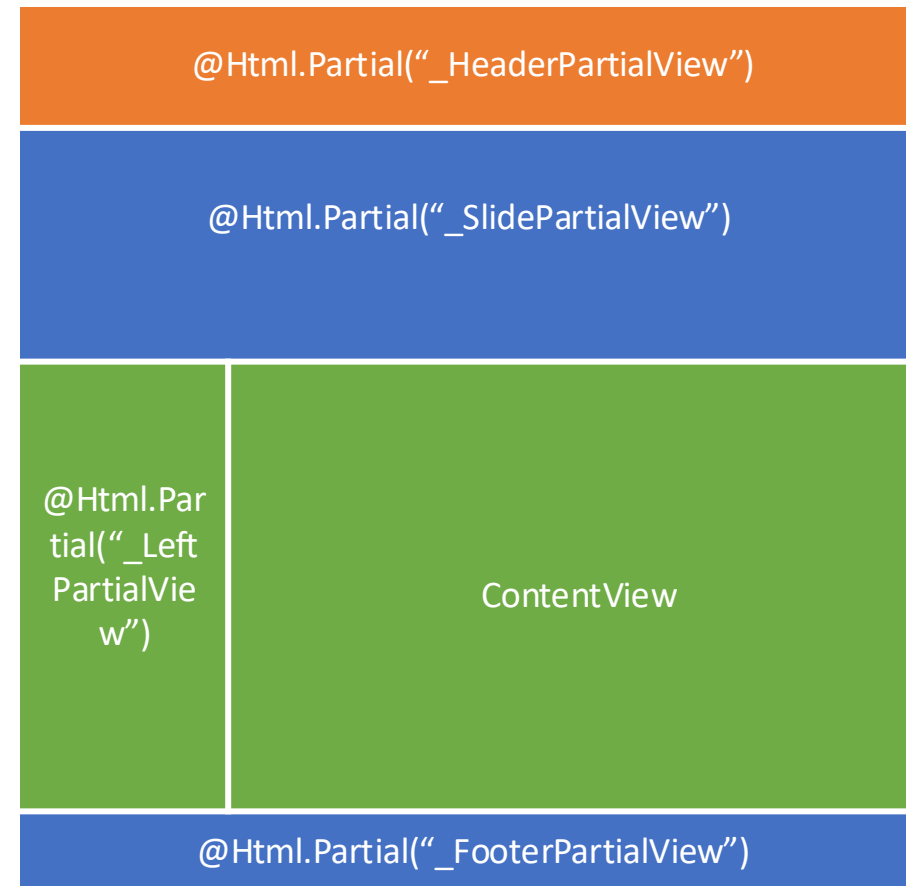 @Html.Partial(“_HeaderPartialView”)
@Html.Partial(“_SlidePartialView”)
@Html.Par
tial(“_Left
PartialVie
w”)
ContentView
@Html.Partial(“_FooterPartialView”)